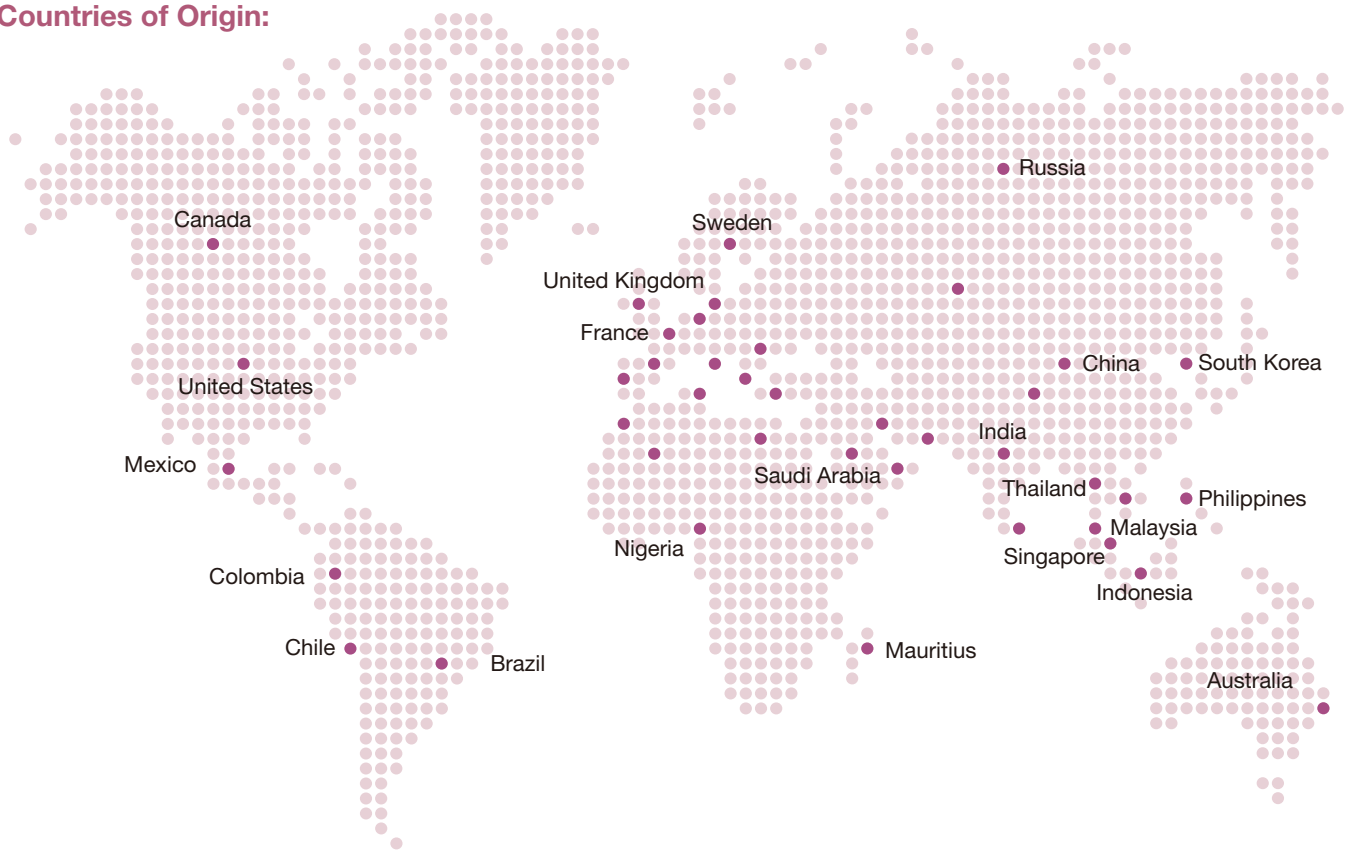 Countries of Origin:
Russia
Canada
Sweden
United Kingdom
France
China
South Korea
United States
India
Mexico
Saudi Arabia
Thailand
Philippines
Malaysia
Nigeria
Singapore
Colombia
Indonesia
Chile
Mauritius
Brazil
Australia